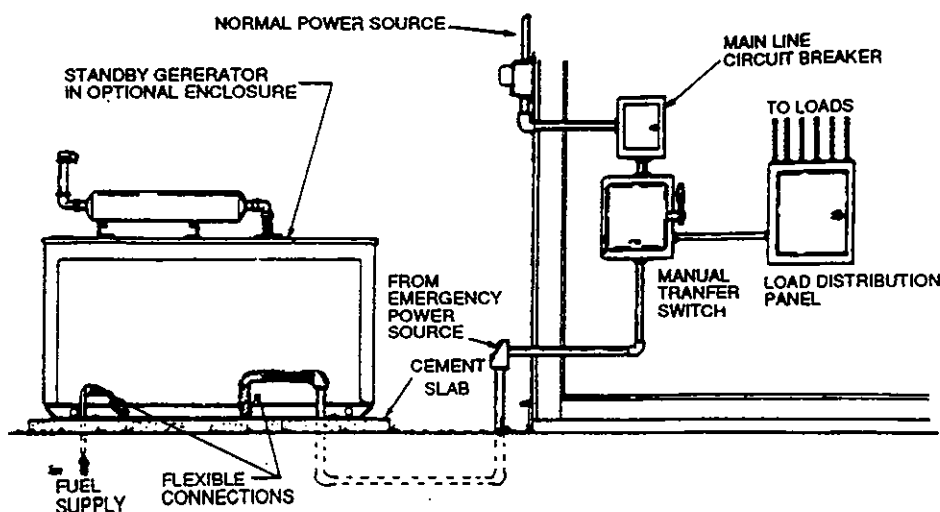 NORMAL POWER SOURCE
MAIN LINE
CIRCUIT BREAKER
STANDBY GERERATOR
IN OPTIONAL ENCLOSURE
TO LOADS
FROM
EMERGENCY
POWER
SOURCE
MANUAL
TRANFER
SWITCH
LOAD DISTRIBUTION
PANEL
CEMENT
SLAB
FUEL
SUPPLY
FLEXIBLE
CONNECTIONS